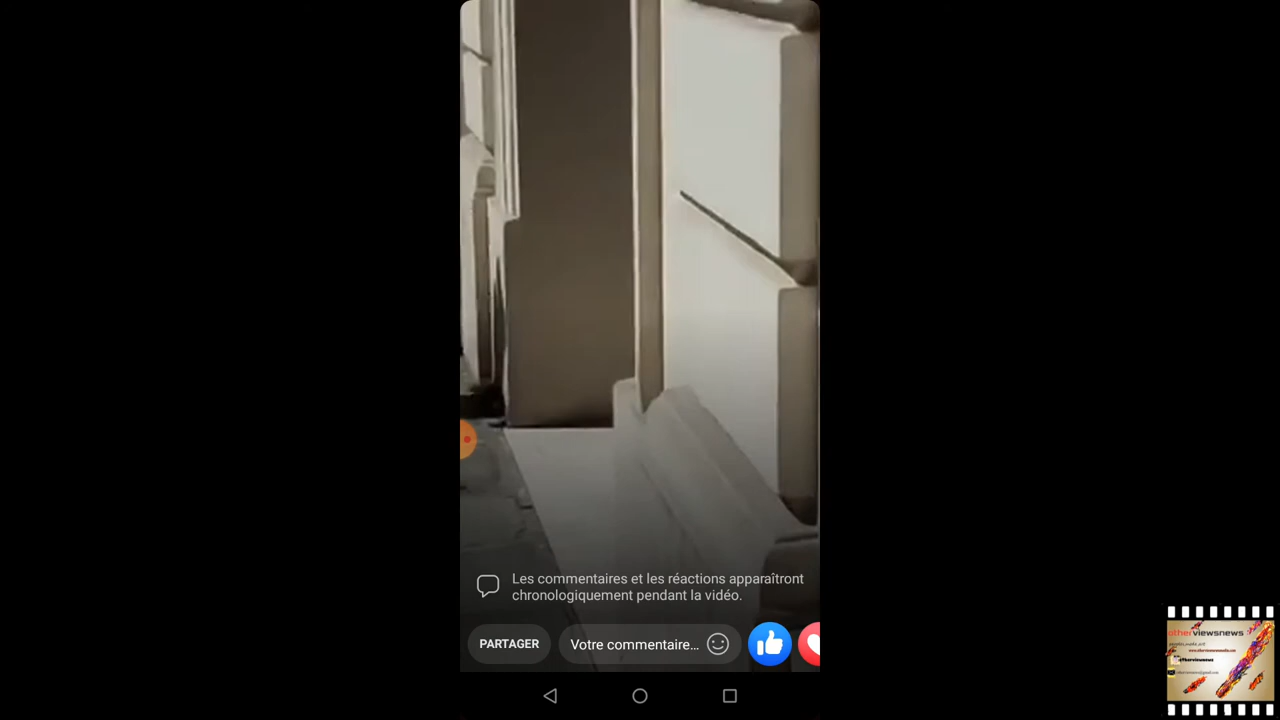 Les commentaires et les réactions apparaîtront
chronologiquement pendant la vidéo.
PARTAGER
Votre commentaire...
otherviewsnews